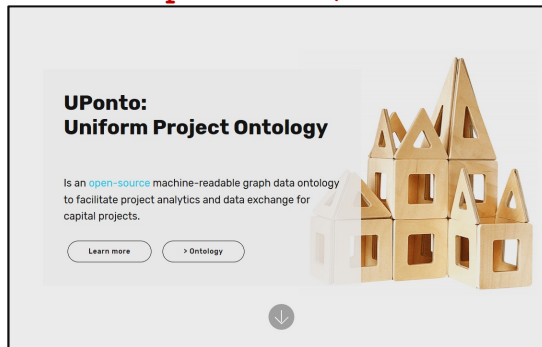 UPonto:
Uniform Project Ontology
Is an open-source machine-readable graph data ontology
to facilitate project analytics and data exchange for
capital projects.
Learn more
> Ontology